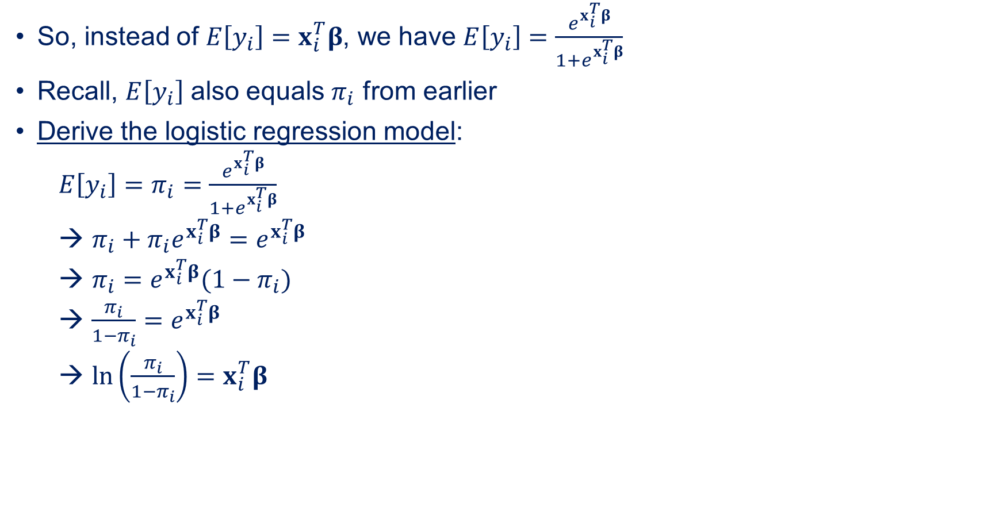 • So, instead of $E[y_i] = \mathbf{x}_i^T \boldsymbol{\beta}$, we have $E[y_i] = \frac{e^{\mathbf{x}_i^T \boldsymbol{\beta}}}{1+e^{\mathbf{x}_i^T \boldsymbol{\beta}}}$
• Recall, $E[y_i]$ also equals $\pi_i$ from earlier
• Derive the logistic regression model:
$E[y_i] = \pi_i = \frac{e^{\mathbf{x}_i^T \boldsymbol{\beta}}}{1+e^{\mathbf{x}_i^T \boldsymbol{\beta}}}$
→ $\pi_i + \pi_i e^{\mathbf{x}_i^T \boldsymbol{\beta}} = e^{\mathbf{x}_i^T \boldsymbol{\beta}}$
→ $\pi_i = e^{\mathbf{x}_i^T \boldsymbol{\beta}} (1 - \pi_i)$
→ $\frac{\pi_i}{1-\pi_i} = e^{\mathbf{x}_i^T \boldsymbol{\beta}}$
→ $\ln\left(\frac{\pi_i}{1-\pi_i}\right) = \mathbf{x}_i^T \boldsymbol{\beta}$